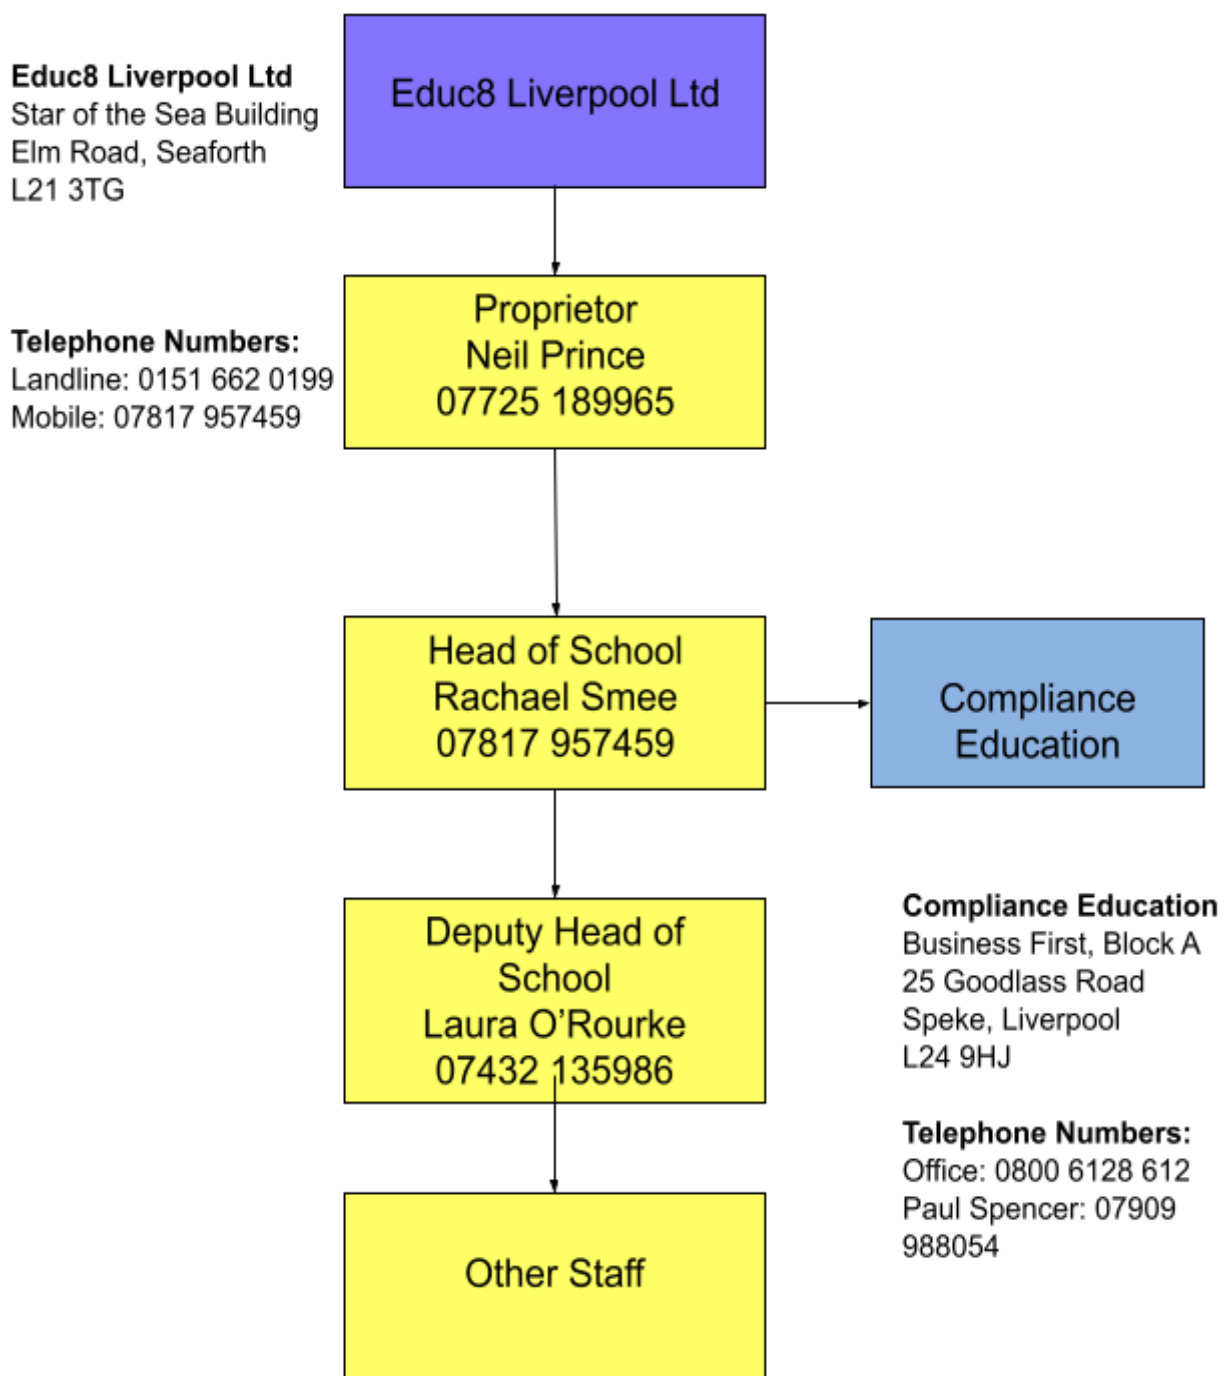 Educ8 Liverpool Ltd
Star of the Sea Building
Elm Road, Seaforth
L21 3TG
Educ8 Liverpool Ltd
Telephone Numbers:
Landline: 0151 662 0199
Mobile: 07817 957459
Proprietor
Neil Prince
07725 189965
Head of School
Rachael Smee
07817 957459
Compliance
Education
Deputy Head of
School
Laura O'Rourke
07432 135986
Compliance Education
Business First, Block A
25 Goodlass Road
Speke, Liverpool
L24 9HJ
Telephone Numbers:
Office: 0800 6128 612
Paul Spencer: 07909
988054
Other Staff